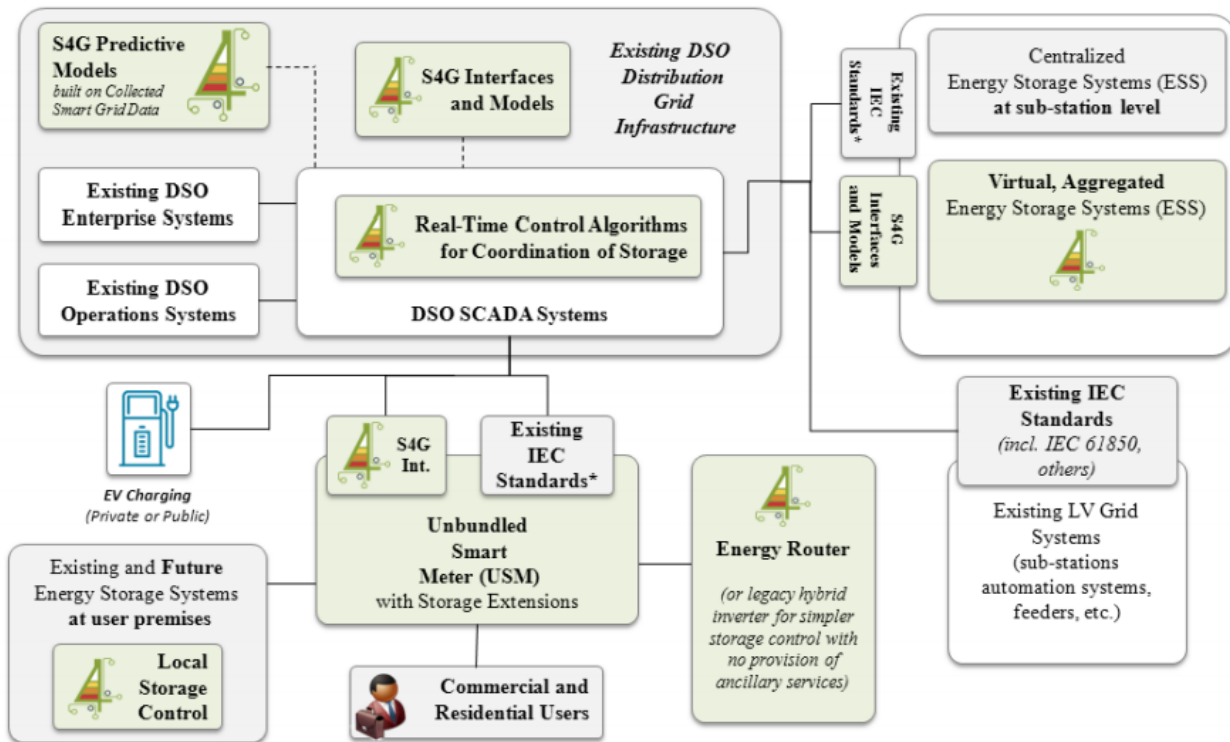 S4G Predictive
Models
built on Collected
Smart Grid Data
S4G Interfaces
and Models
Existing DSO
Distribution
Grid
Infrastructure
Existing DSO
Enterprise Systems
Existing DSO
Operations Systems
Real-Time Control Algorithms
for Coordination of Storage
DSO SCADA Systems
Existing
IEC
Standards*
S4G
Interfaces
and Models
Centralized
Energy Storage Systems (ESS)
at sub-station level
Virtual, Aggregated
Energy Storage Systems (ESS)
EV Charging
(Private or Public)
S4G
Int.
Existing
IEC
Standards*
Unbundled
Smart
Meter (USM)
with Storage Extensions
Energy Router
(or legacy hybrid
inverter for simpler
storage control with
no provision of
ancillary services)
Existing IEC
Standards
(incl. IEC 61850,
others)
Existing LV Grid
Systems
(sub-stations
automation systems,
feeders, etc.)
Existing and Future
Energy Storage Systems
at user premises
Local
Storage
Control
Commercial and
Residential Users